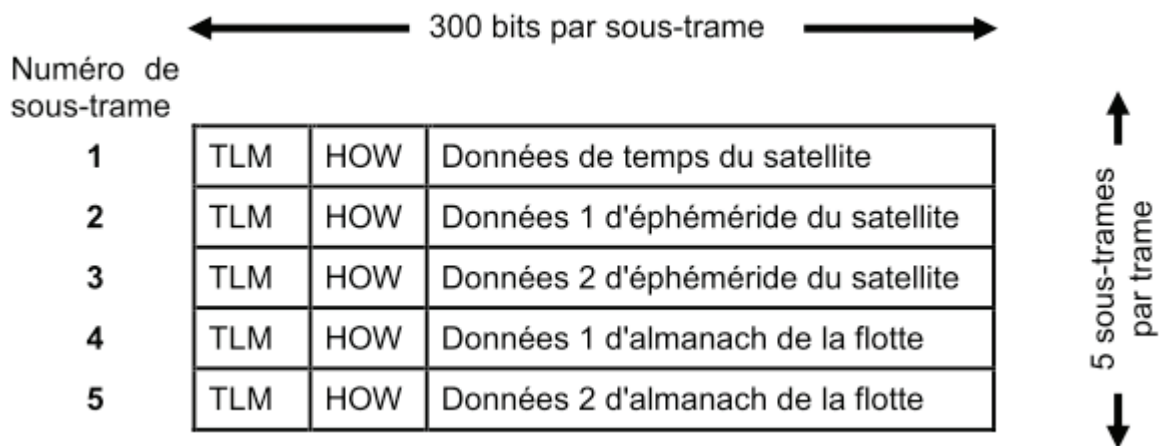 300 bits par sous-trame
Numéro de
sous-trame
1 TLM HOW Données de temps du satellite
2 TLM HOW Données 1 d'éphéméride du satellite
3 TLM HOW Données 2 d'éphéméride du satellite
4 TLM HOW Données 1 d'almanach de la flotte
5 TLM HOW Données 2 d'almanach de la flotte
5 sous-trames
par trame